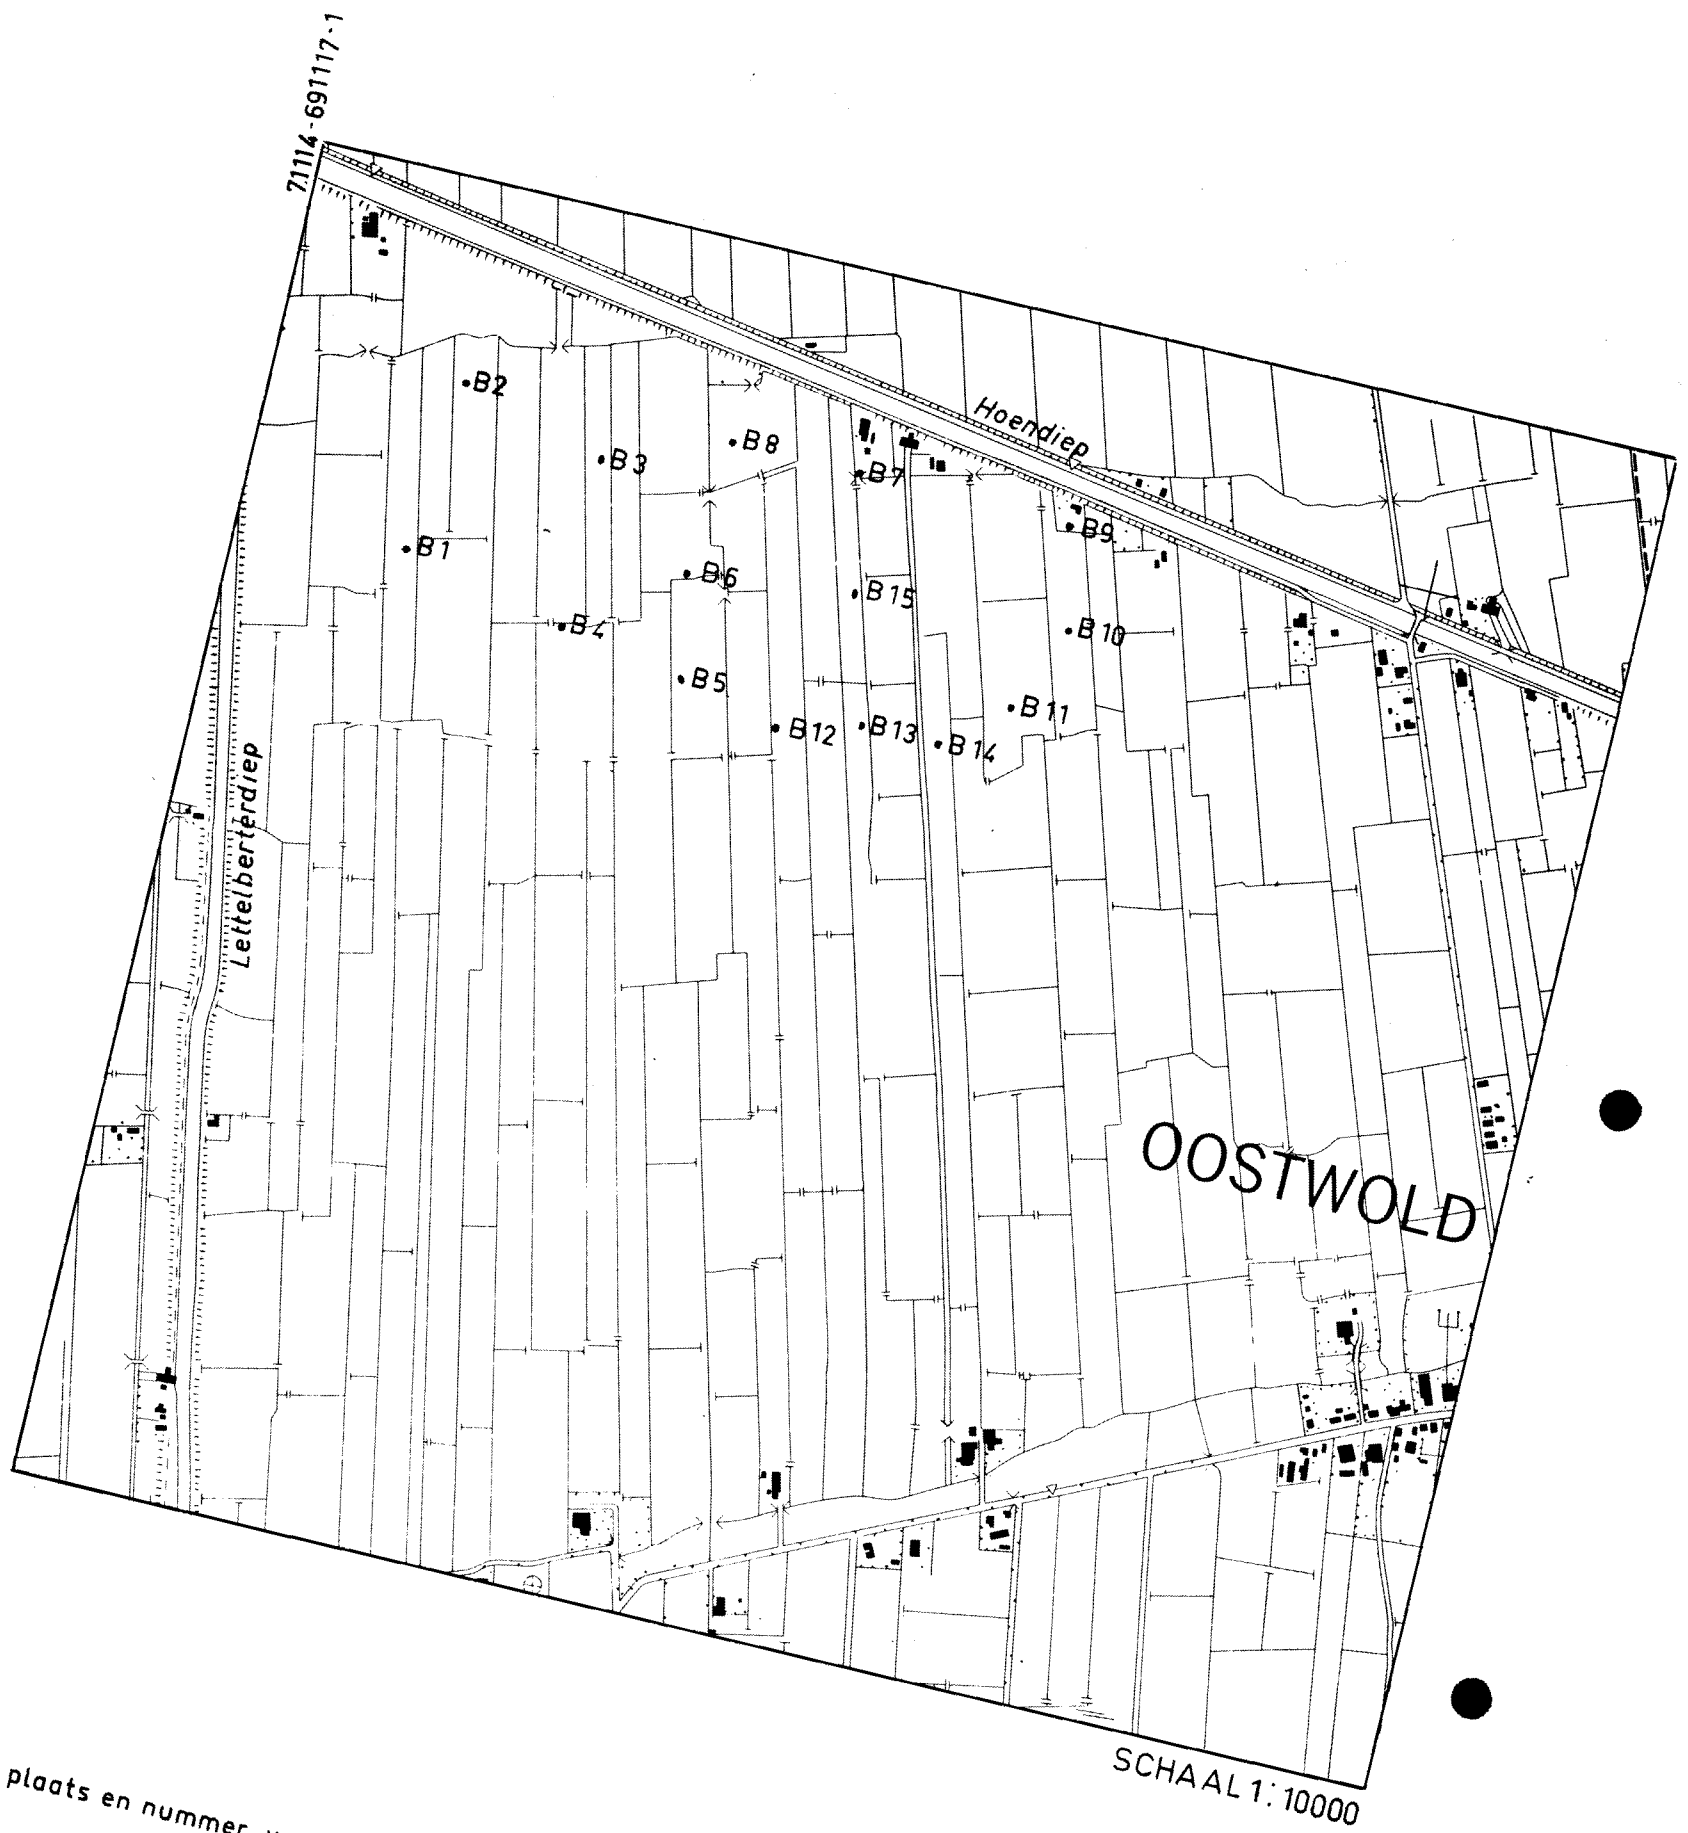 71114-691117-1
Hoendiep
B2
B8
B3
B7
B9
B1
B6
B15
B4
B10
B5
B11
B12
B13
B14
Lettelberterdiep
OOSTWOLD
SCHAAL 1:10000
plaats en nummer